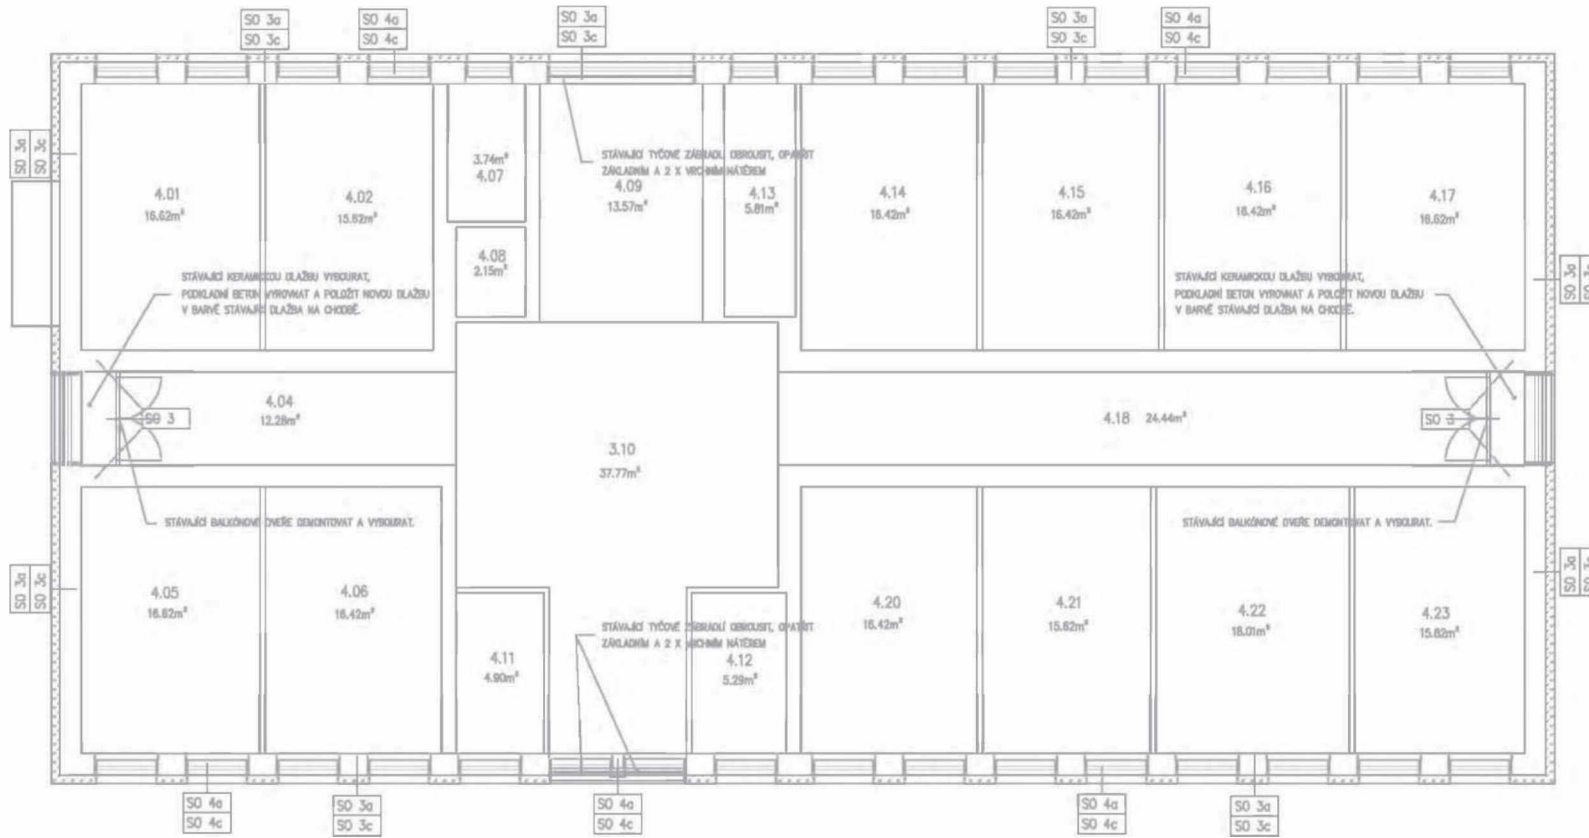 SO 3a
SO 3c
SO 4a
SO 4c
SO 3a
SO 3c
SO 3a
SO 3c
SO 4a
SO 4c
SO 3a
SO 3c
4.01
16.62m²
4.02
15.62m²
3.74m²
4.07
4.08
2.15m²
STÁVAJÍCÍ TYČOVÉ ZÁBRADLÍ OBROUSIT, OPATŘIT
ZÁKLADNÍM A 2 X VRCHNÍM NÁTĚREM
4.09
13.57m²
4.13
5.81m²
4.14
16.42m²
4.15
16.42m²
4.16
16.42m²
4.17
16.62m²
STÁVAJÍCÍ KERAMICKOU DLAŽBU VYBOURAT,
PODKLADNÍ BETON VYROVNAT A POLOŽIT NOVOU DLAŽBU
V BARVĚ STÁVAJÍCÍ DLAŽBA NA CHODBĚ.
STÁVAJÍCÍ KERAMICKOU DLAŽBU VYBOURAT,
PODKLADNÍ BETON VYROVNAT A POLOŽIT NOVOU DLAŽBU
V BARVĚ STÁVAJÍCÍ DLAŽBA NA CHODBĚ.
SO 3a
SO 3c
SO 3
4.04
12.28m²
3.10
37.77m²
4.18 24.44m²
SO 3
STÁVAJÍCÍ BALKÓNOVÉ DVEŘE DEMONTOVAT A VYBOURAT.
STÁVAJÍCÍ BALKÓNOVÉ DVEŘE DEMONTOVAT A VYBOURAT.
SO 3a
SO 3c
4.05
16.62m²
4.06
16.42m²
4.11
4.90m²
STÁVAJÍCÍ TYČOVÉ ZÁBRADLÍ OBROUSIT, OPATŘIT
ZÁKLADNÍM A 2 X VRCHNÍM NÁTĚREM
4.12
5.29m²
4.20
16.42m²
4.21
15.62m²
4.22
18.01m²
4.23
15.82m²
SO 3a
SO 3c
SO 4a
SO 4c
SO 3a
SO 3c
SO 4a
SO 4c
SO 4a
SO 4c
SO 3a
SO 3c